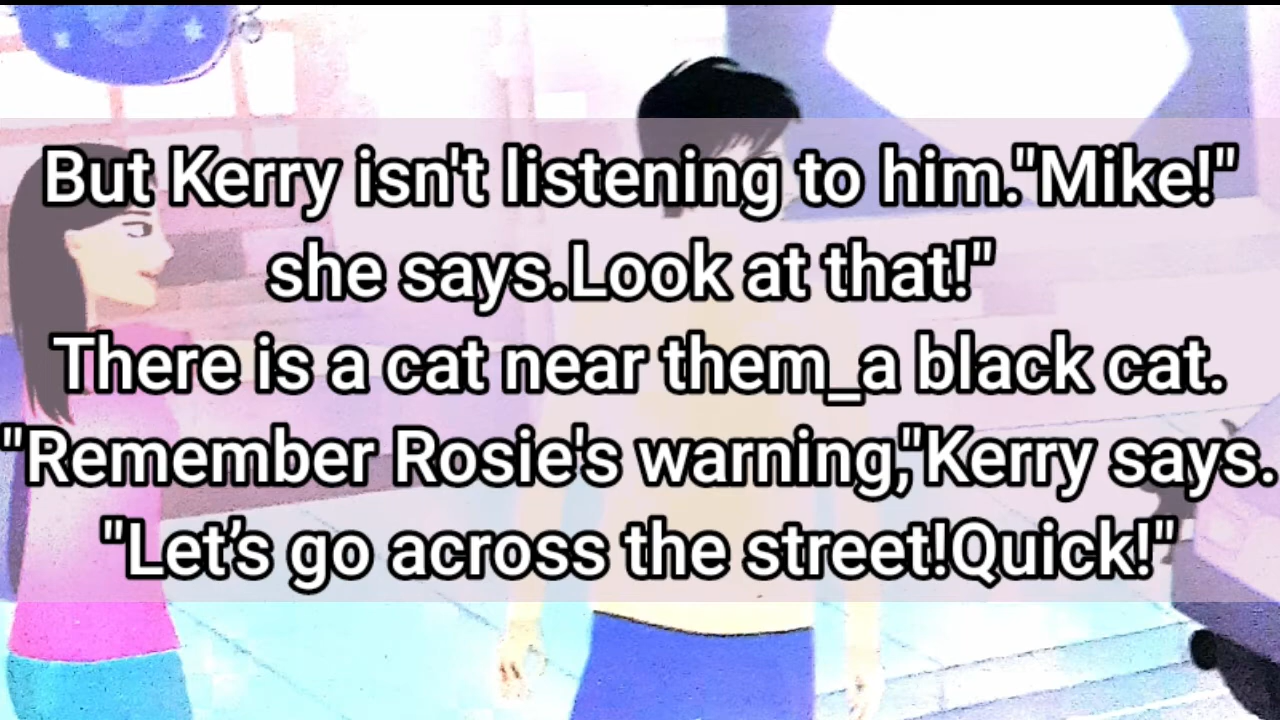 But Kerry isn't listening to him."Mike!"
she says.Look at that!"
There is a cat near them_a black cat.
"Remember Rosie's warning,"Kerry says.
"Let’s go across the street!Quick!"